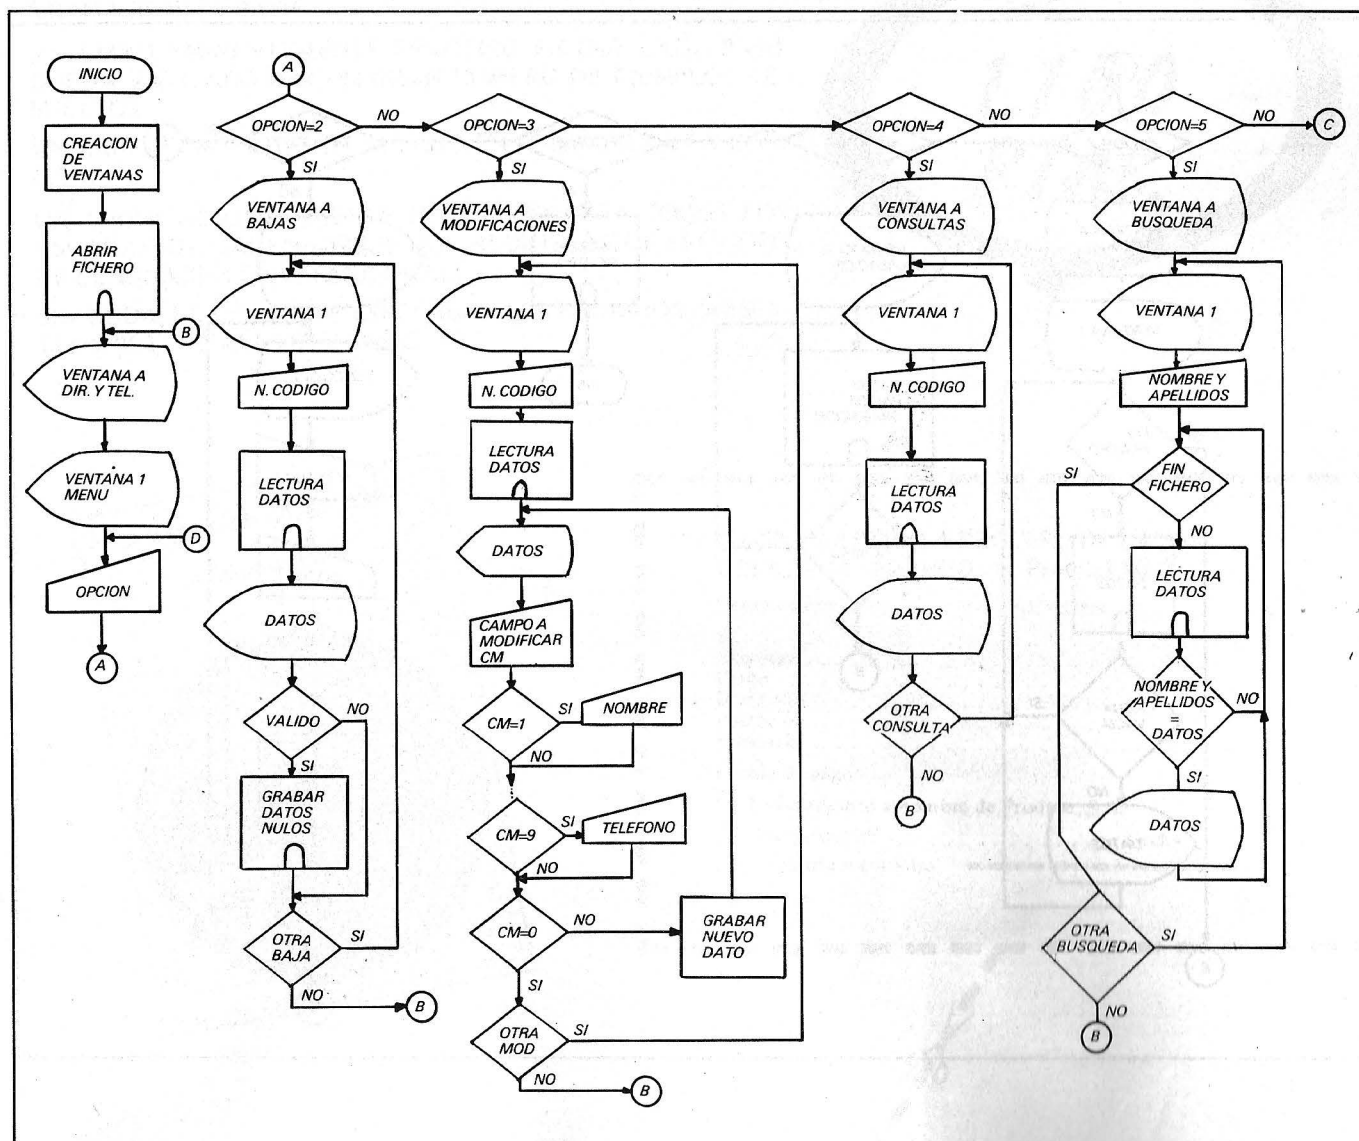 INICIO
CREACION
DE
VENTANAS
ABRIR
FICHERO
B
VENTANA A
DIR. Y TEL.
VENTANA 1
MENU
D
OPCION
A
A
OPCION=2
NO
SI
VENTANA A
BAJAS
VENTANA 1
N. CODIGO
LECTURA
DATOS
DATOS
VALIDO
NO
SI
GRABAR
DATOS
NULOS
OTRA
BAJA
SI
NO
B
OPCION=3
SI
VENTANA A
MODIFICACIONES
VENTANA 1
N. CODIGO
LECTURA
DATOS
DATOS
CAMPO A
MODIFICAR
CM
CM=1
SI
NOMBRE
NO
CM=9
SI
TELEFONO
NO
CM=0
NO
GRABAR
NUEVO
DATO
SI
OTRA
MOD
SI
NO
B
OPCION=4
NO
SI
VENTANA A
CONSULTAS
VENTANA 1
N. CODIGO
LECTURA
DATOS
DATOS
OTRA
CONSULTA
NO
B
OPCION=5
NO
C
SI
VENTANA A
BUSQUEDA
VENTANA 1
NOMBRE Y
APELLIDOS
FIN
FICHERO
SI
NO
LECTURA
DATOS
NOMBRE Y
APELLIDOS
=
DATOS
NO
SI
DATOS
OTRA
BUSQUEDA
SI
NO
B